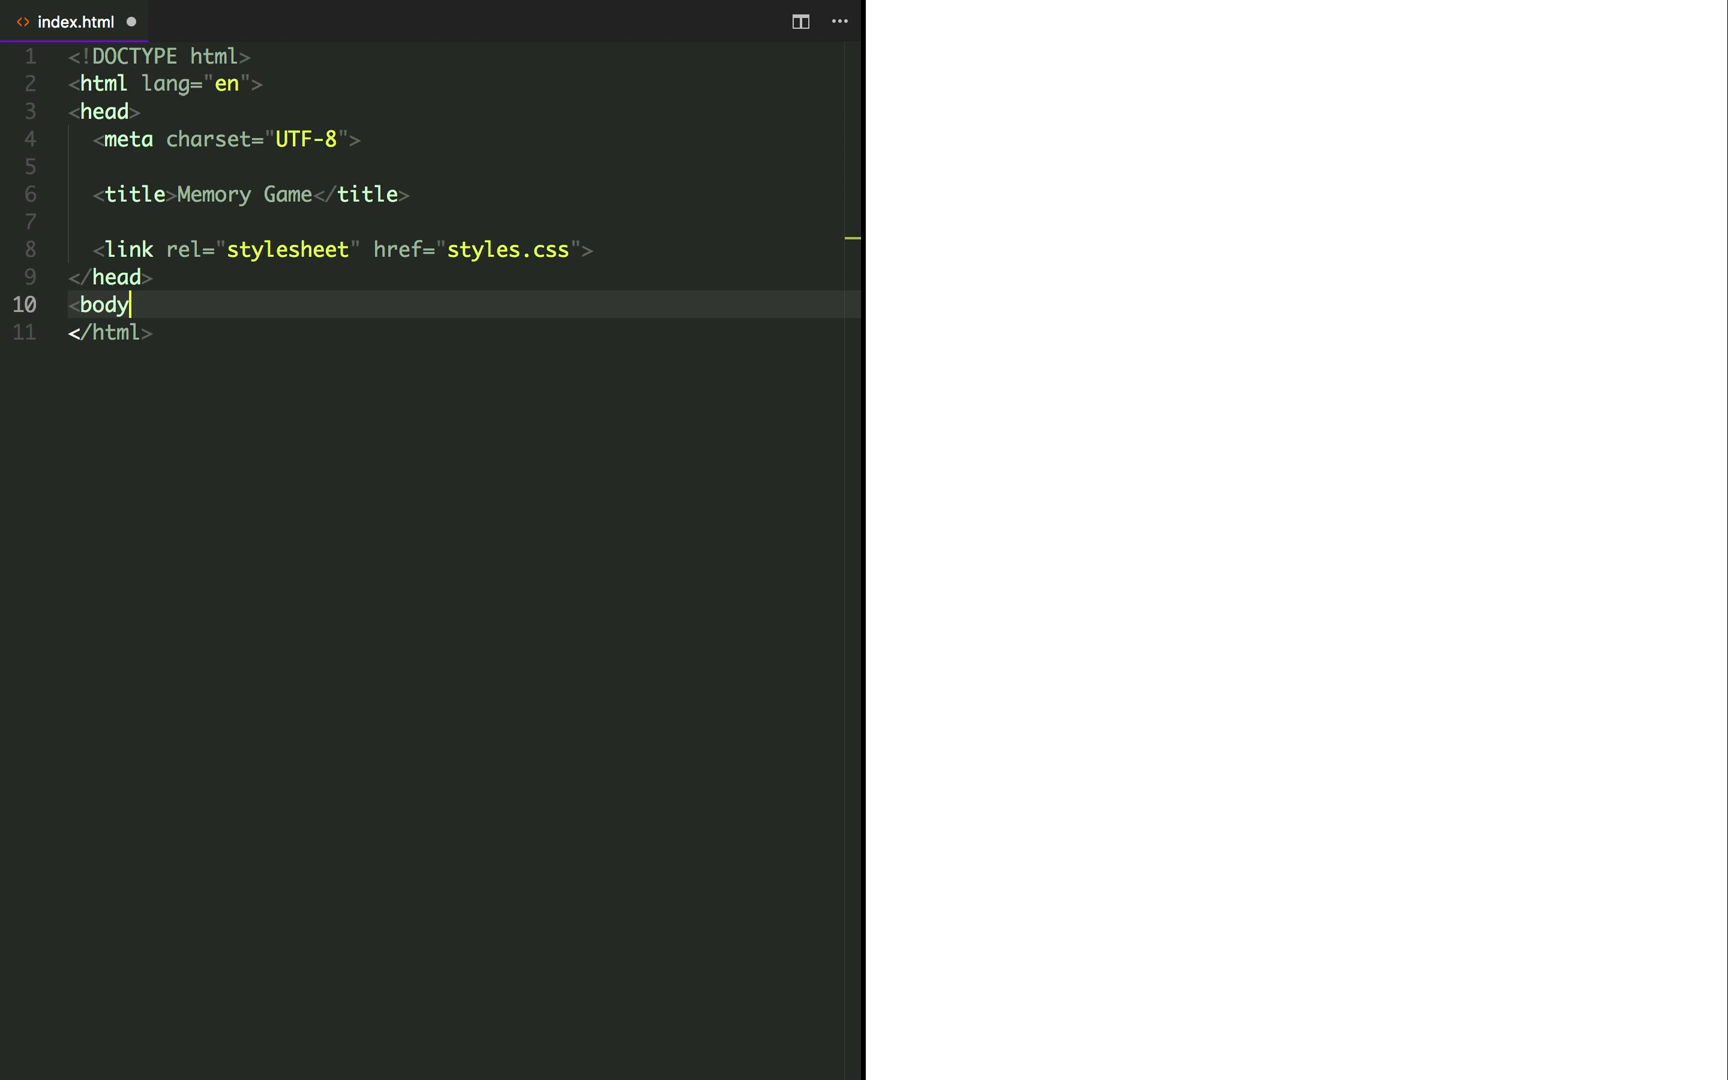 index.html
1 <!DOCTYPE html>
2 <html lang="en">
3 <head>
4 <meta charset="UTF-8">
5
6 <title>Memory Game</title>
7
8 <link rel="stylesheet" href="styles.css">
9 </head>
10 <body
11 </html>